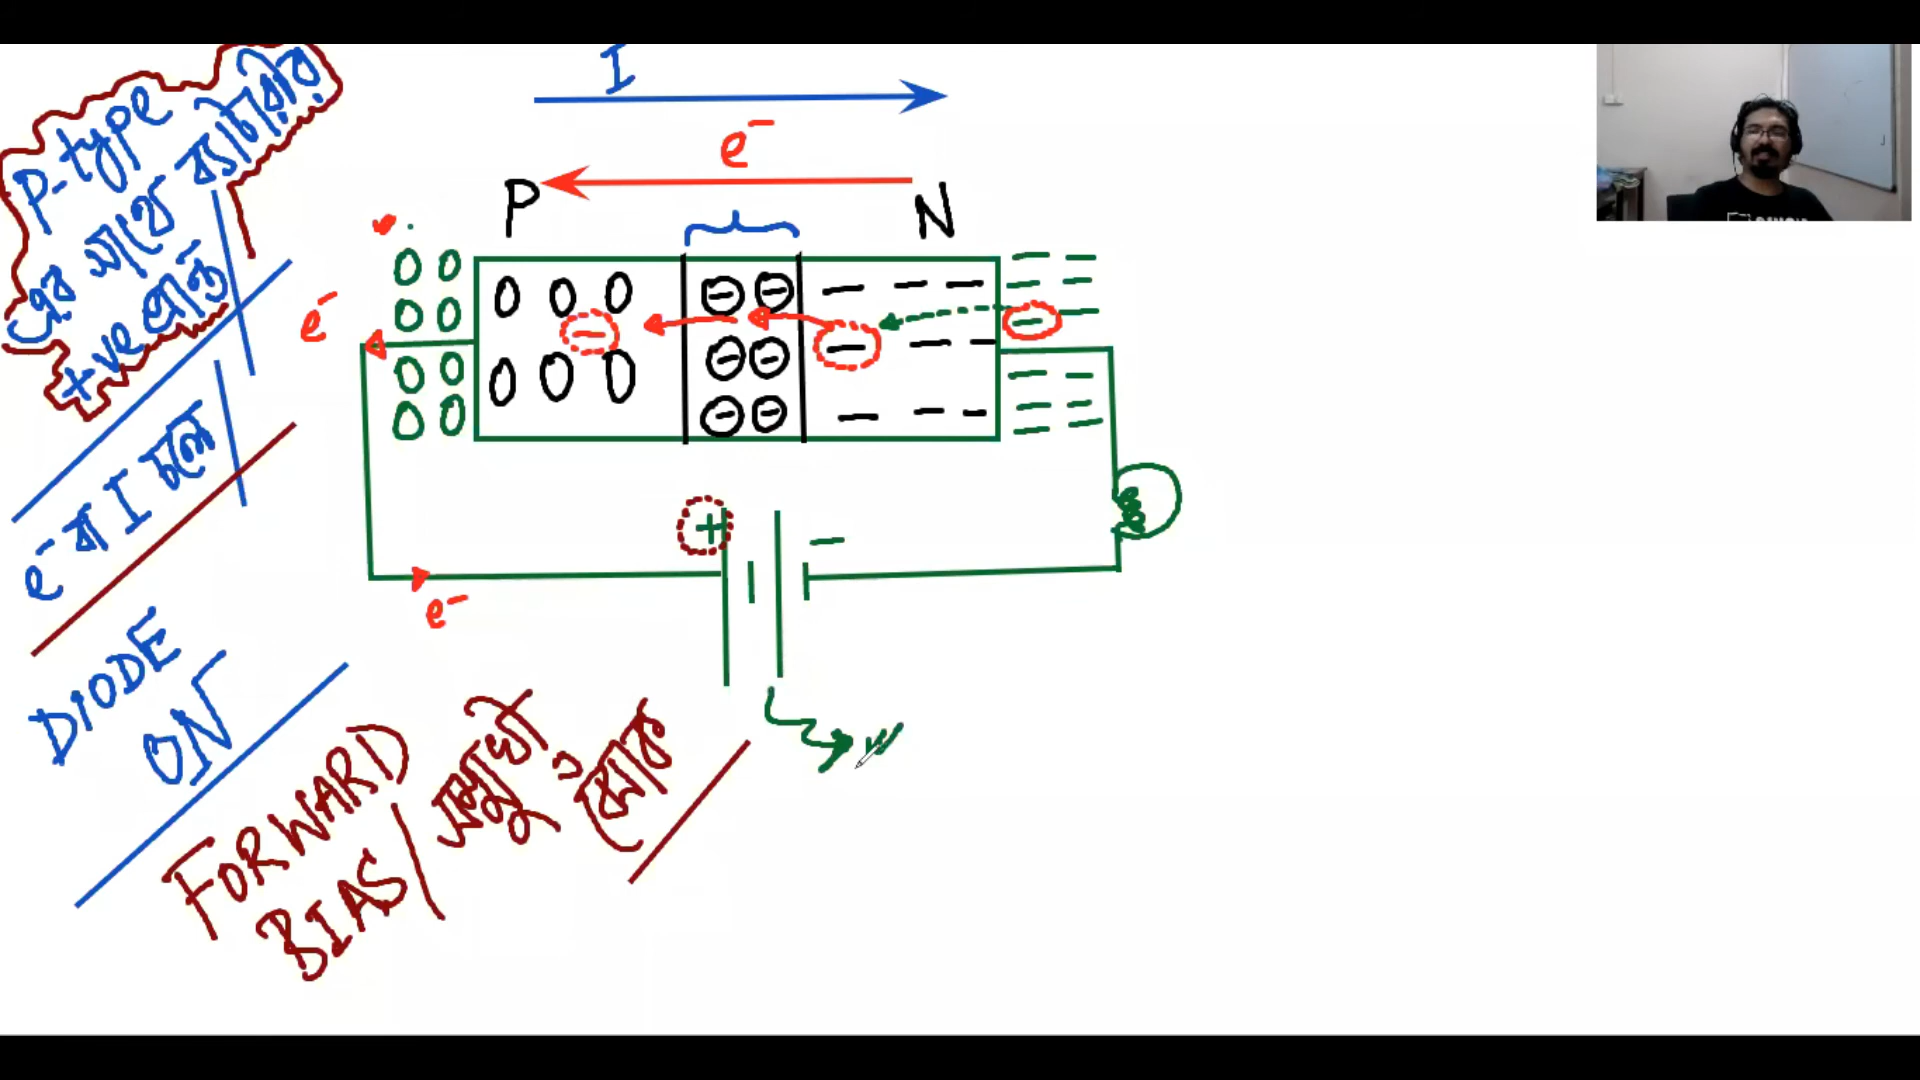 P-type
এর সাথে ব্যাটারীর
+ve প্রান্ত
e⁻ বা I চলে
DIODE
ON
FORWARD
BIAS / সম্মুখী ঝোঁক
I
e⁻
P
N
e⁻
+
−
e⁻